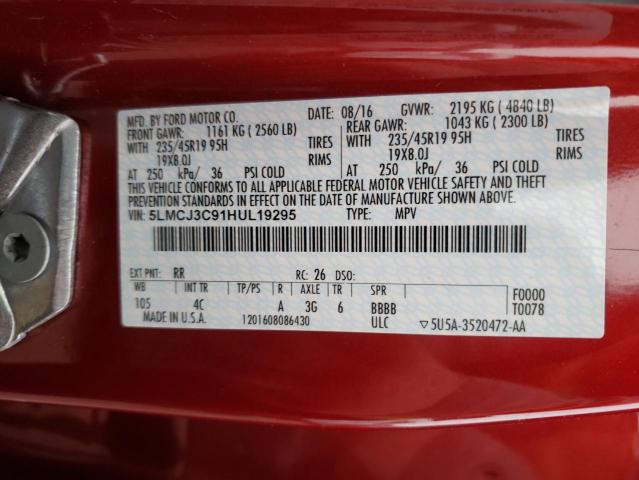 MFD. BY FORD MOTOR CO. DATE: 08/16 GVWR: 2195 KG ( 4840 LB)
FRONT GAWR: 1161 KG ( 2560 LB) REAR GAWR: 1043 KG ( 2300 LB)
WITH 235/45R19 95H TIRES WITH 235/45R19 95H TIRES
19X8.0J RIMS 19X8.0J RIMS
AT 250 kPa/ 36 PSI COLD AT 250 kPa/ 36 PSI COLD
THIS VEHICLE CONFORMS TO ALL APPLICABLE FEDERAL MOTOR VEHICLE SAFETY AND THEFT
PREVENTION STANDARDS IN EFFECT ON THE DATE OF MANUFACTURE SHOWN ABOVE.
VIN: 5LMCJ3C91HUL19295 TYPE: MPV
EXT PNT: RR RC: 26 DSO:
WB INT TR TP/PS R AXLE TR SPR F0000
105 4C A 3G 6 BBBB T0078
MADE IN U.S.A. 1201608086430 ULC ▽5U5A-3520472-AA